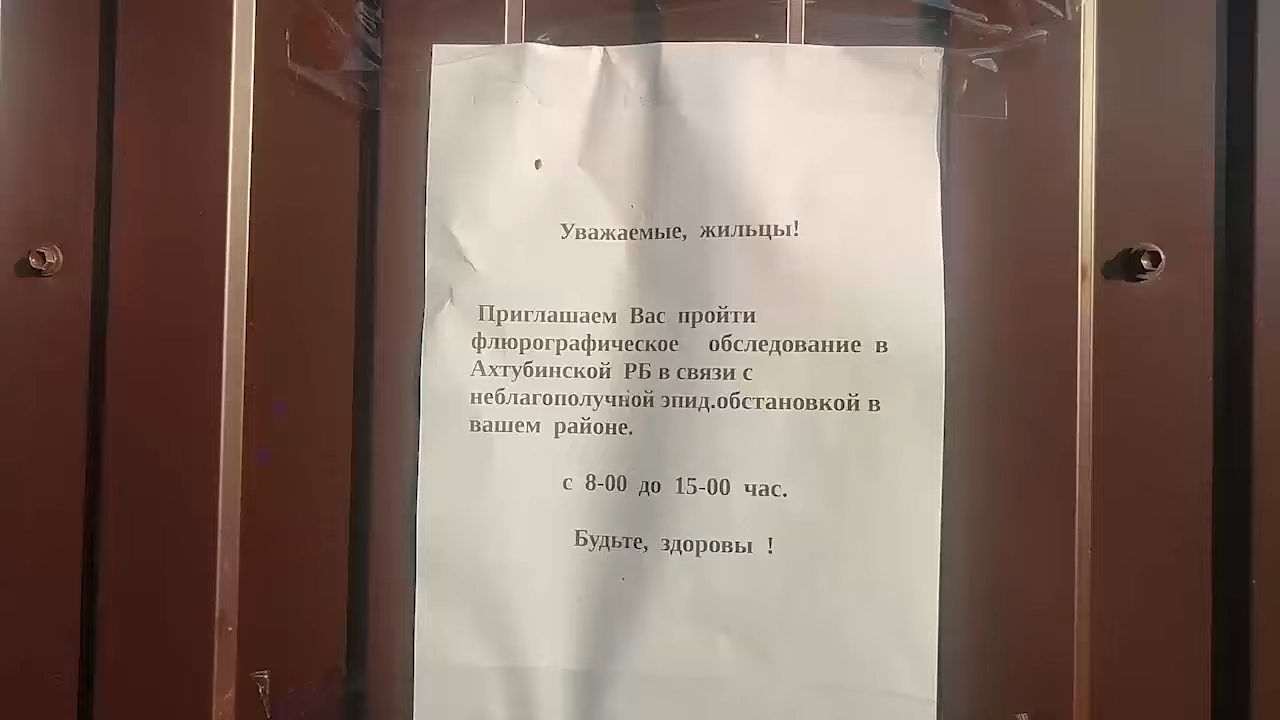 Уважаемые, жильцы!
Приглашаем Вас пройти
флюрографическое обследование в
Ахтубинской РБ в связи с
неблагополучной эпид.обстановкой в
вашем районе.
с 8-00 до 15-00 час.
Будьте, здоровы !